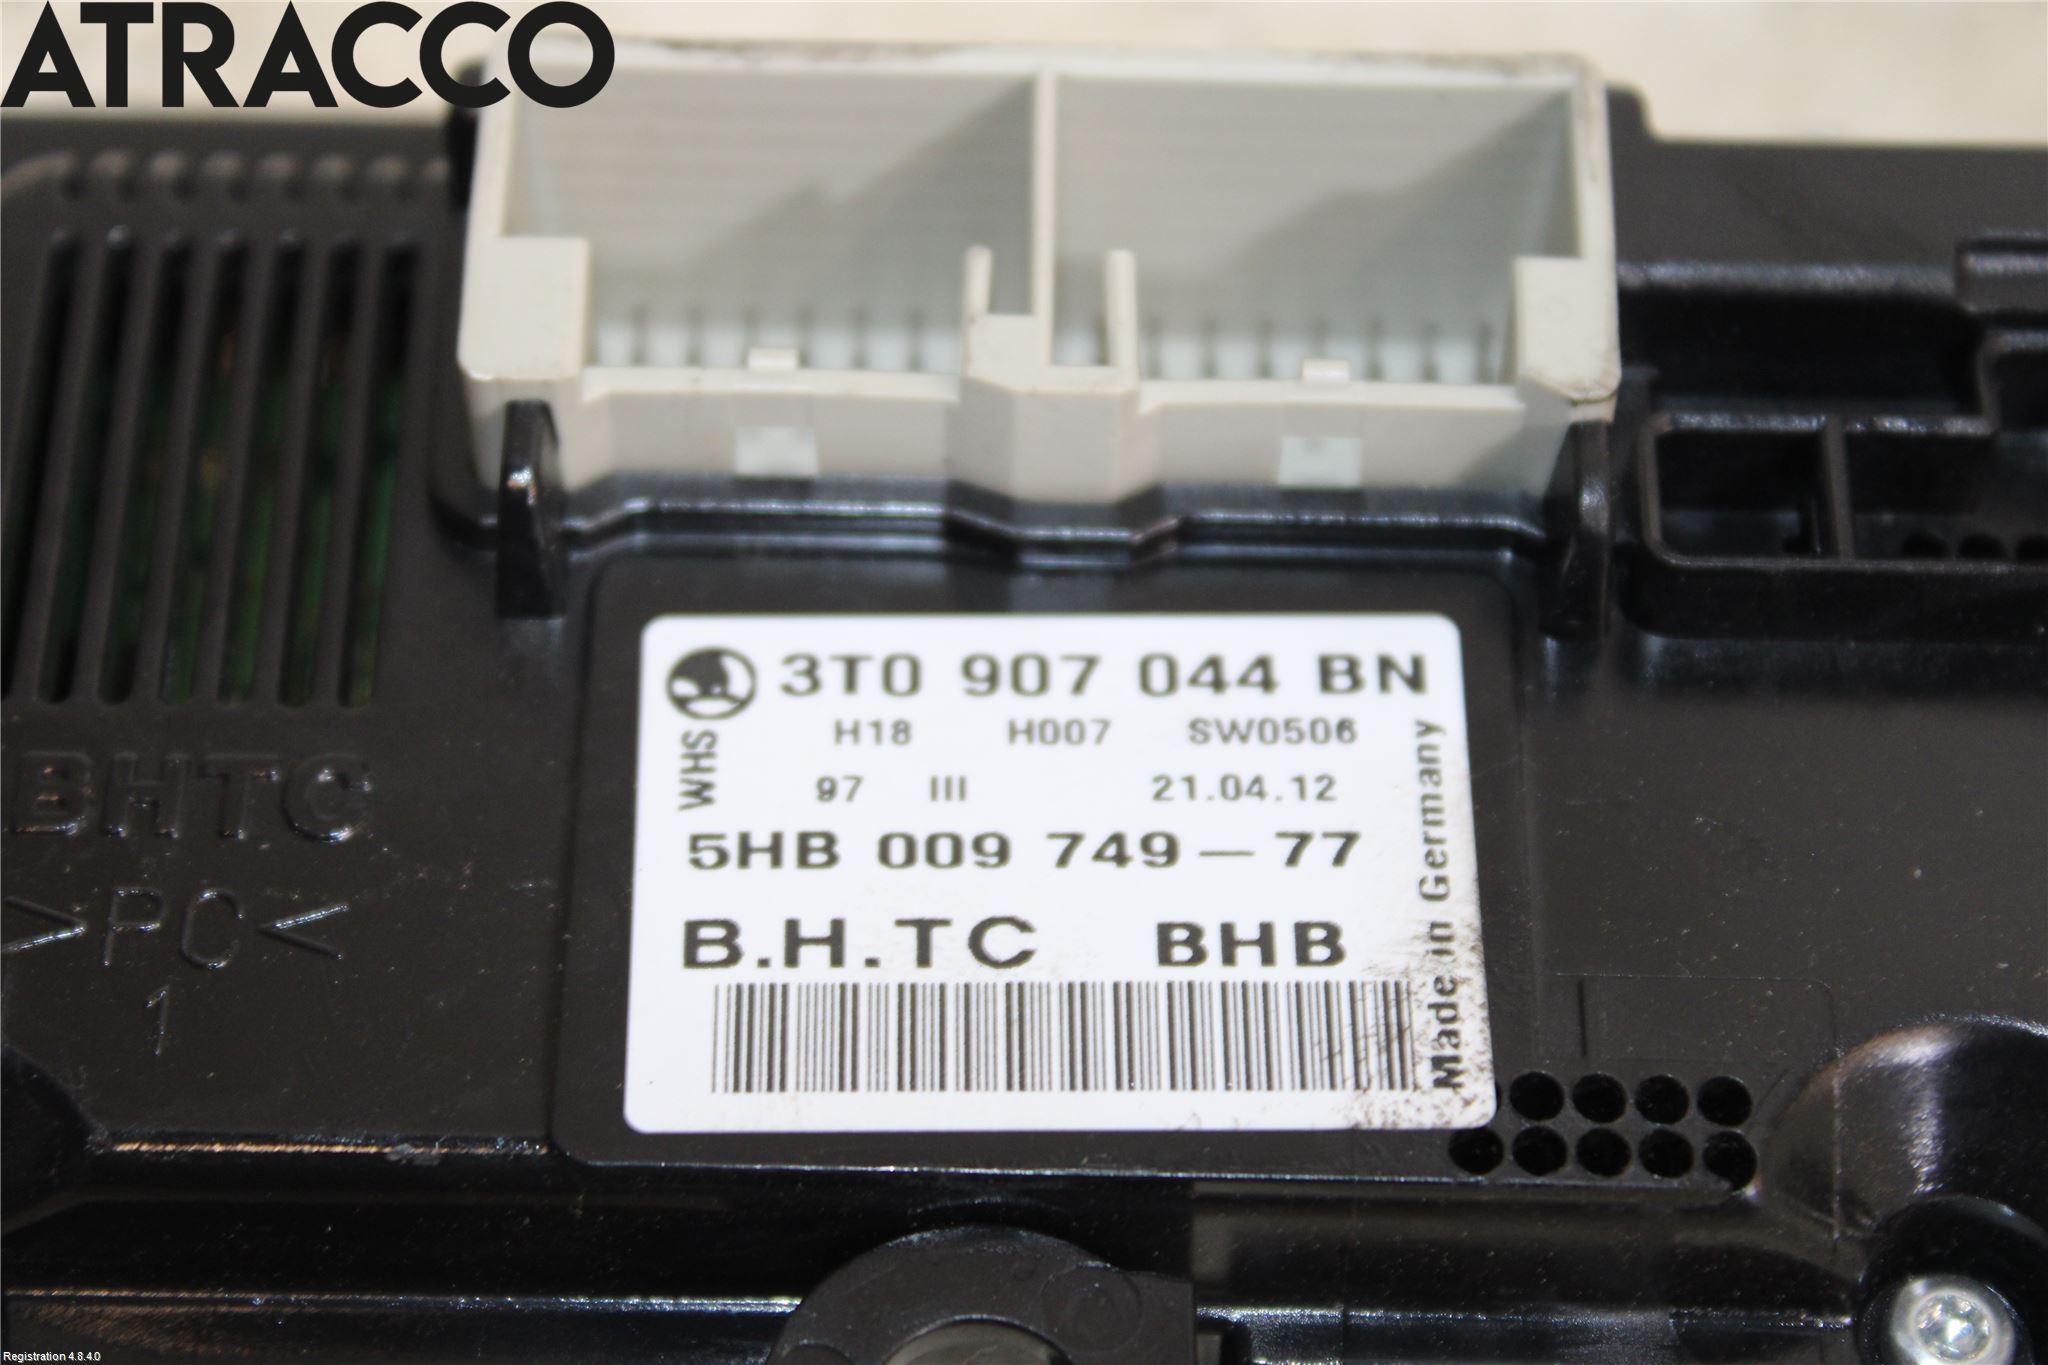 ATRACCO
3T0 907 044 BN
H18 H007 SW0506
WHS
97 III 21.04.12
5HB 009 749-77
B.H.TC BHB
Made in Germany
BHTC
>PC<
1
Registration 4.8.4.0